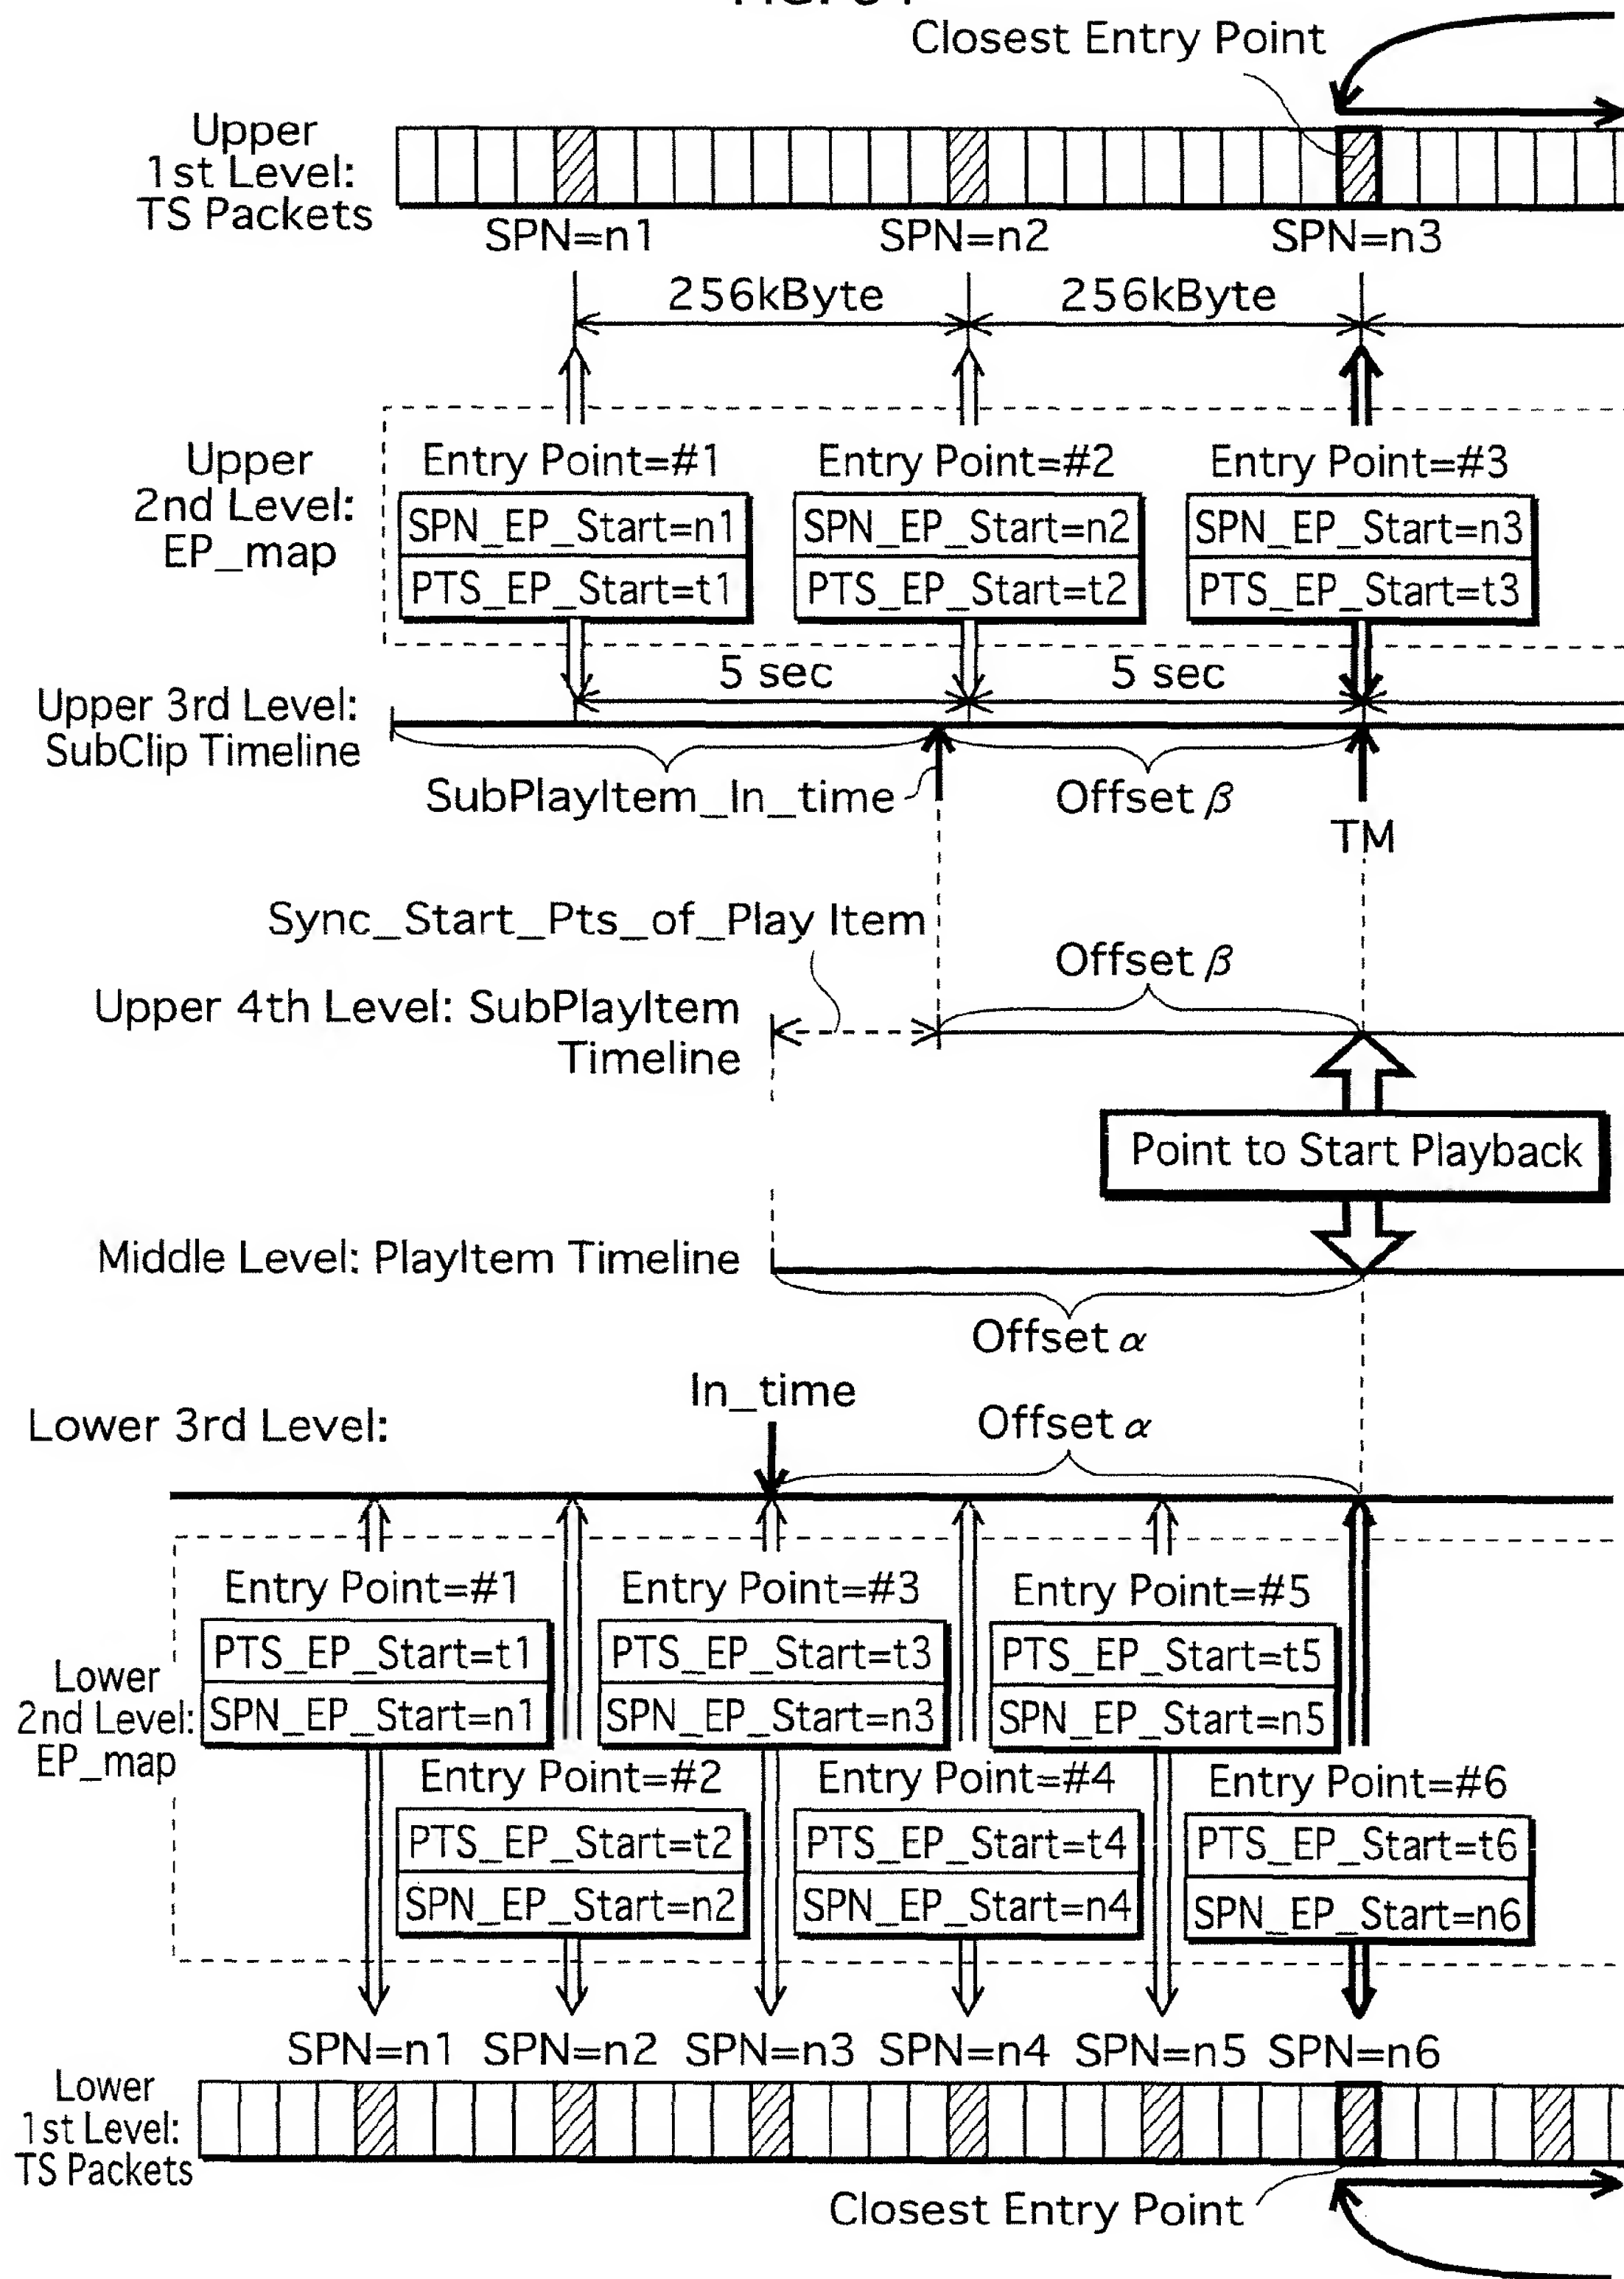 Closest Entry Point
Upper
1st Level:
TS Packets
SPN=n1 SPN=n2 SPN=n3
256kByte 256kByte
Upper
2nd Level:
EP_map
Entry Point=#1 Entry Point=#2 Entry Point=#3
SPN_EP_Start=n1 SPN_EP_Start=n2 SPN_EP_Start=n3
PTS_EP_Start=t1 PTS_EP_Start=t2 PTS_EP_Start=t3
5 sec 5 sec
Upper 3rd Level:
SubClip Timeline
SubPlayItem_In_time Offset β
TM
Sync_Start_Pts_of_Play Item
Offset β
Upper 4th Level: SubPlayItem
Timeline
Point to Start Playback
Middle Level: PlayItem Timeline
Offset α
In_time
Lower 3rd Level:
Offset α
Entry Point=#1 Entry Point=#3 Entry Point=#5
PTS_EP_Start=t1 PTS_EP_Start=t3 PTS_EP_Start=t5
SPN_EP_Start=n1 SPN_EP_Start=n3 SPN_EP_Start=n5
Lower
2nd Level:
EP_map
Entry Point=#2 Entry Point=#4 Entry Point=#6
PTS_EP_Start=t2 PTS_EP_Start=t4 PTS_EP_Start=t6
SPN_EP_Start=n2 SPN_EP_Start=n4 SPN_EP_Start=n6
SPN=n1 SPN=n2 SPN=n3 SPN=n4 SPN=n5 SPN=n6
Lower
1st Level:
TS Packets
Closest Entry Point